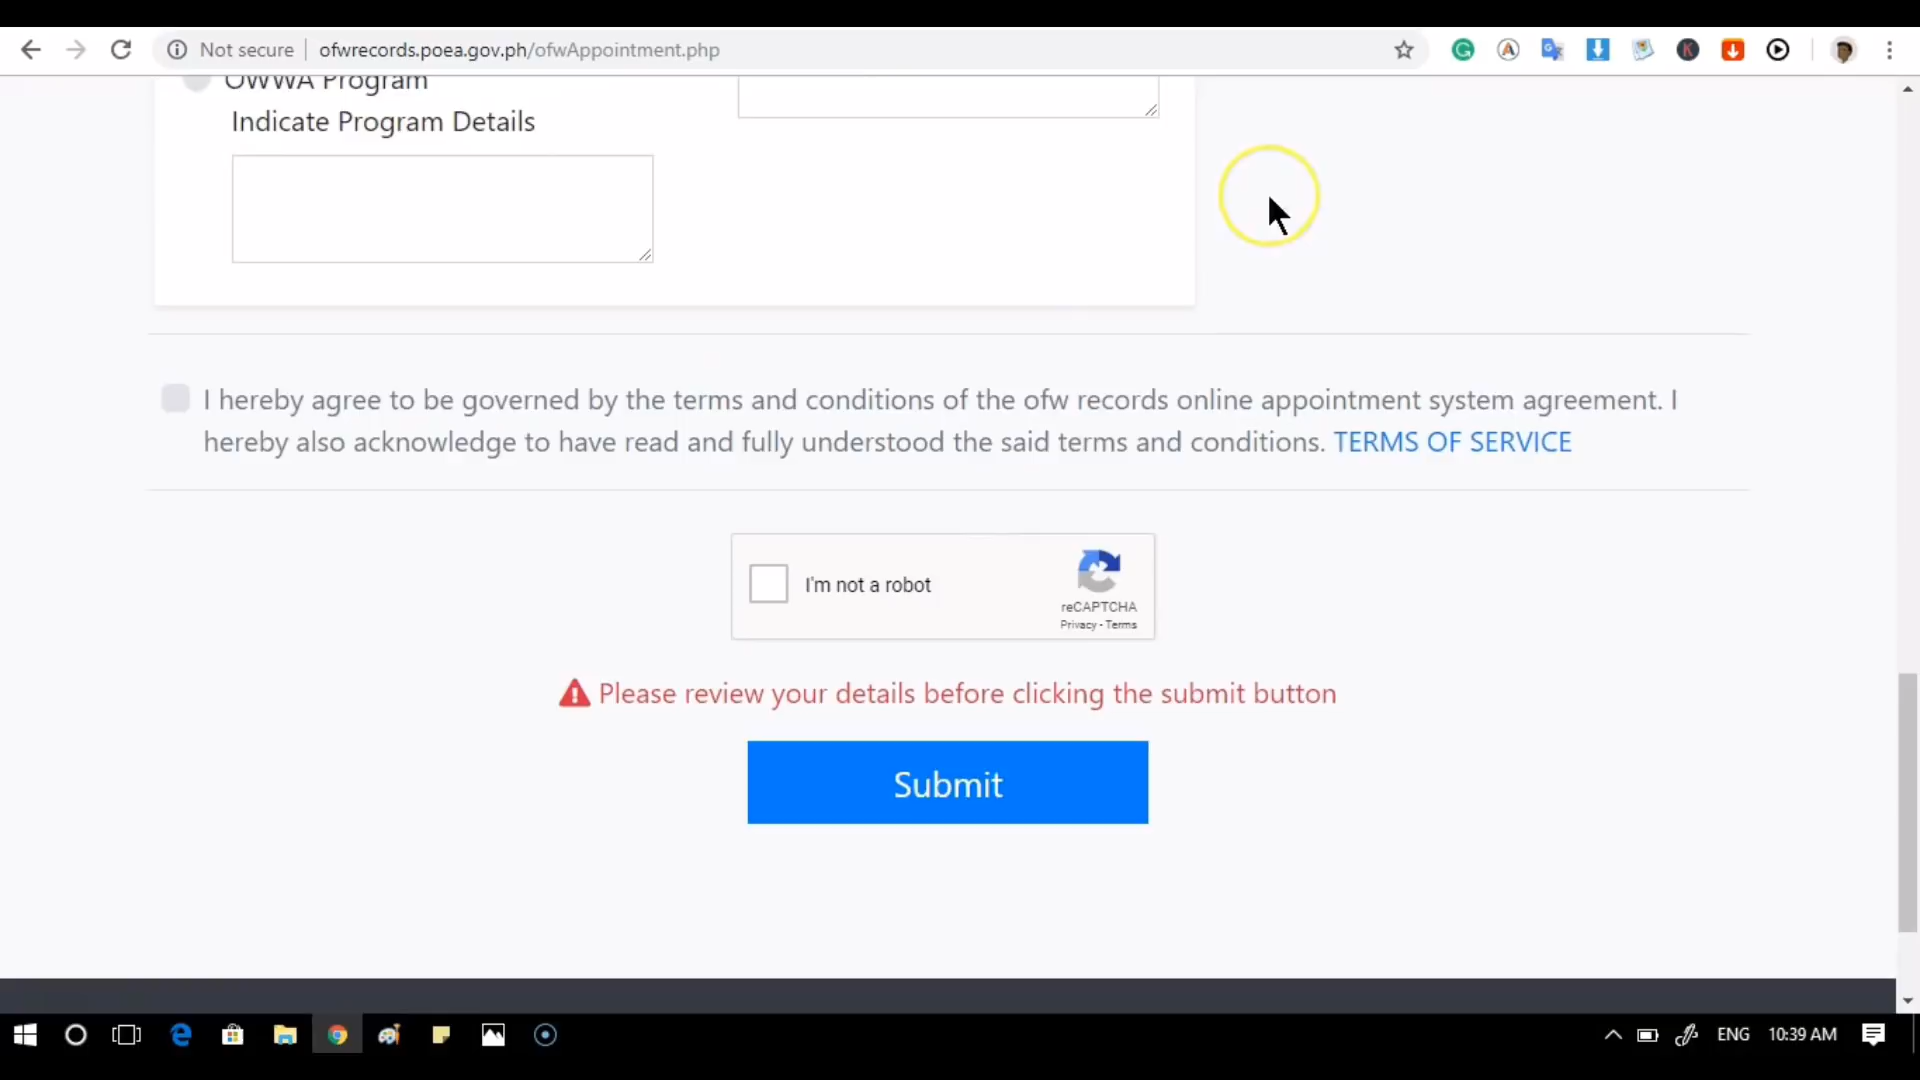 Not secure
ofwrecords.poea.gov.ph/ofwAppointment.php
OWWA Program
Indicate Program Details
I hereby agree to be governed by the terms and conditions of the ofw records online appointment system agreement. I
hereby also acknowledge to have read and fully understood the said terms and conditions. TERMS OF SERVICE
I'm not a robot
reCAPTCHA
Privacy - Terms
Please review your details before clicking the submit button
Submit
ENG 10:39 AM